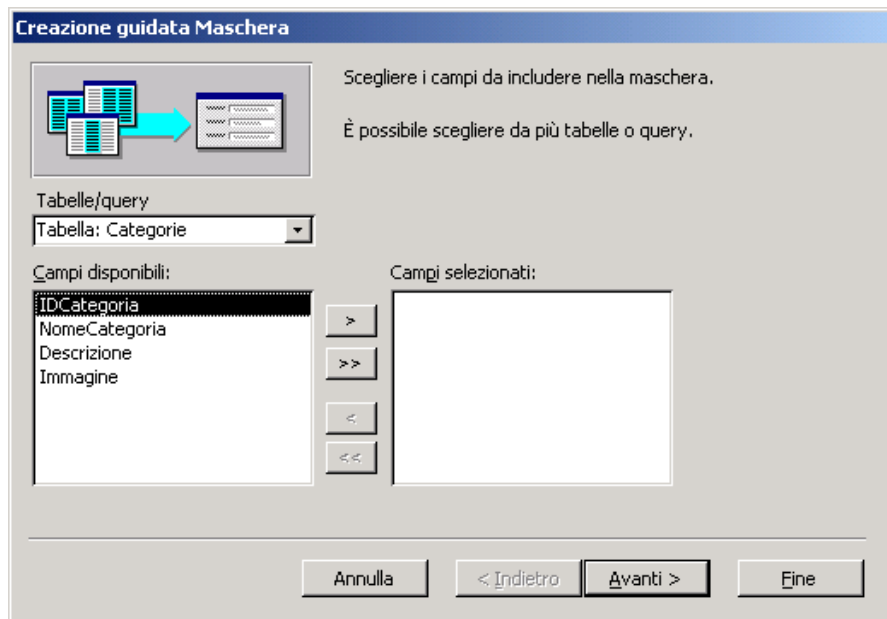 Creazione guidata Maschera
Scegliere i campi da includere nella maschera.
È possibile scegliere da più tabelle o query.
Tabelle/query
Tabella: Categorie
Campi disponibili:
Campi selezionati:
IDCategoria
NomeCategoria
Descrizione
Immagine
>
>>
<
<<
Annulla
< Indietro
Avanti >
Fine